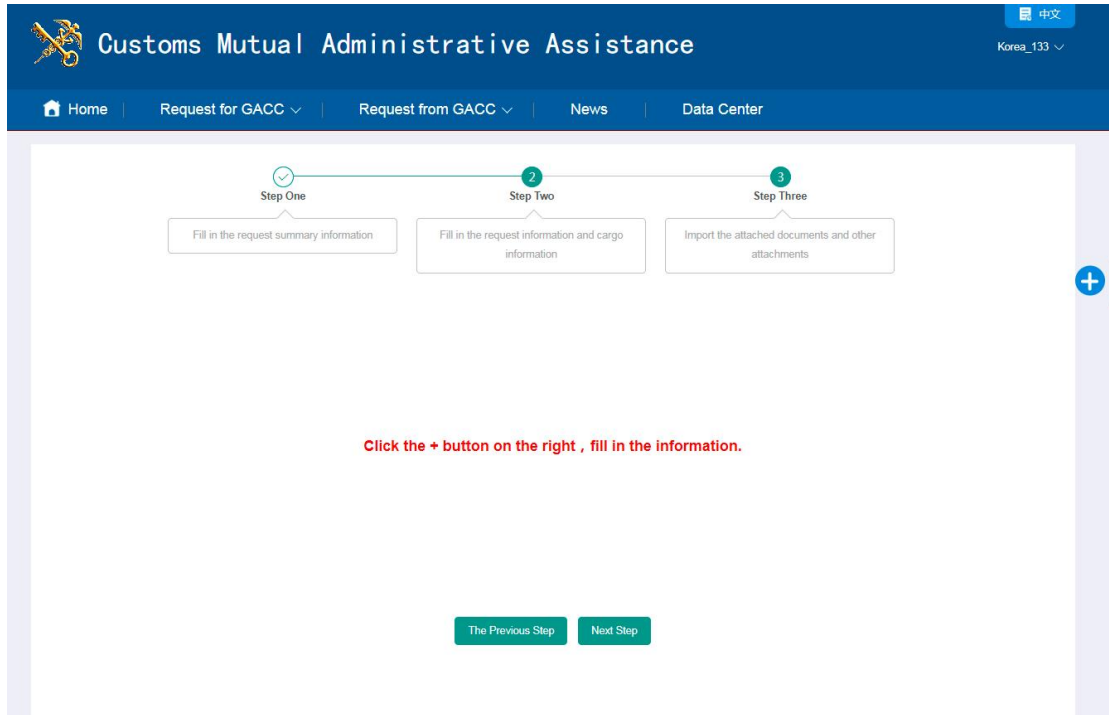 中文
Customs Mutual Administrative Assistance
Korea_133
Home
Request for GACC
Request from GACC
News
Data Center
2
3
Step One
Step Two
Step Three
Fill in the request summary information
Fill in the request information and cargo
information
Import the attached documents and other
attachments
Click the + button on the right , fill in the information.
The Previous Step
Next Step